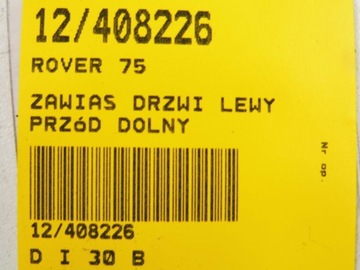 12/408226
ROVER 75
ZAWIAS DRZWI LEWY
PRZóD DOLNY
Nr op.
12/408226
D I 30 B